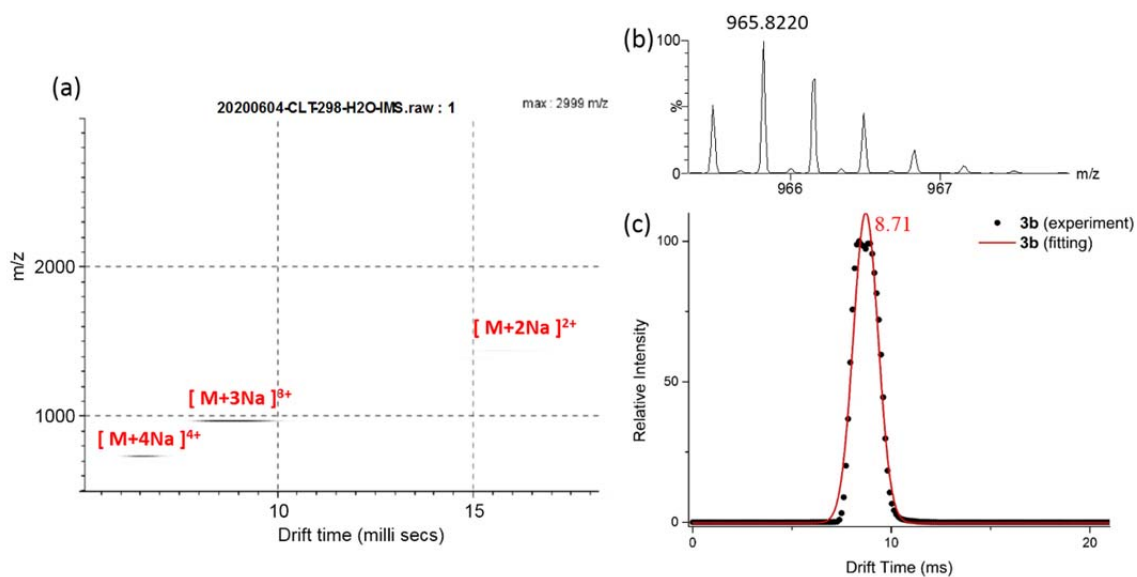 (a)
20200604-CLT-298-H2O-IMS.raw : 1
max : 2999 m/z
m/z
2000
1000
[ M+2Na ]2+
[ M+3Na ]3+
[ M+4Na ]4+
10
15
Drift time (milli secs)
(b)
965.8220
100
%
0
966
967
m/z
(c)
8.71
3b (experiment)
3b (fitting)
Relative Intensity
100
50
0
0
10
20
Drift Time (ms)